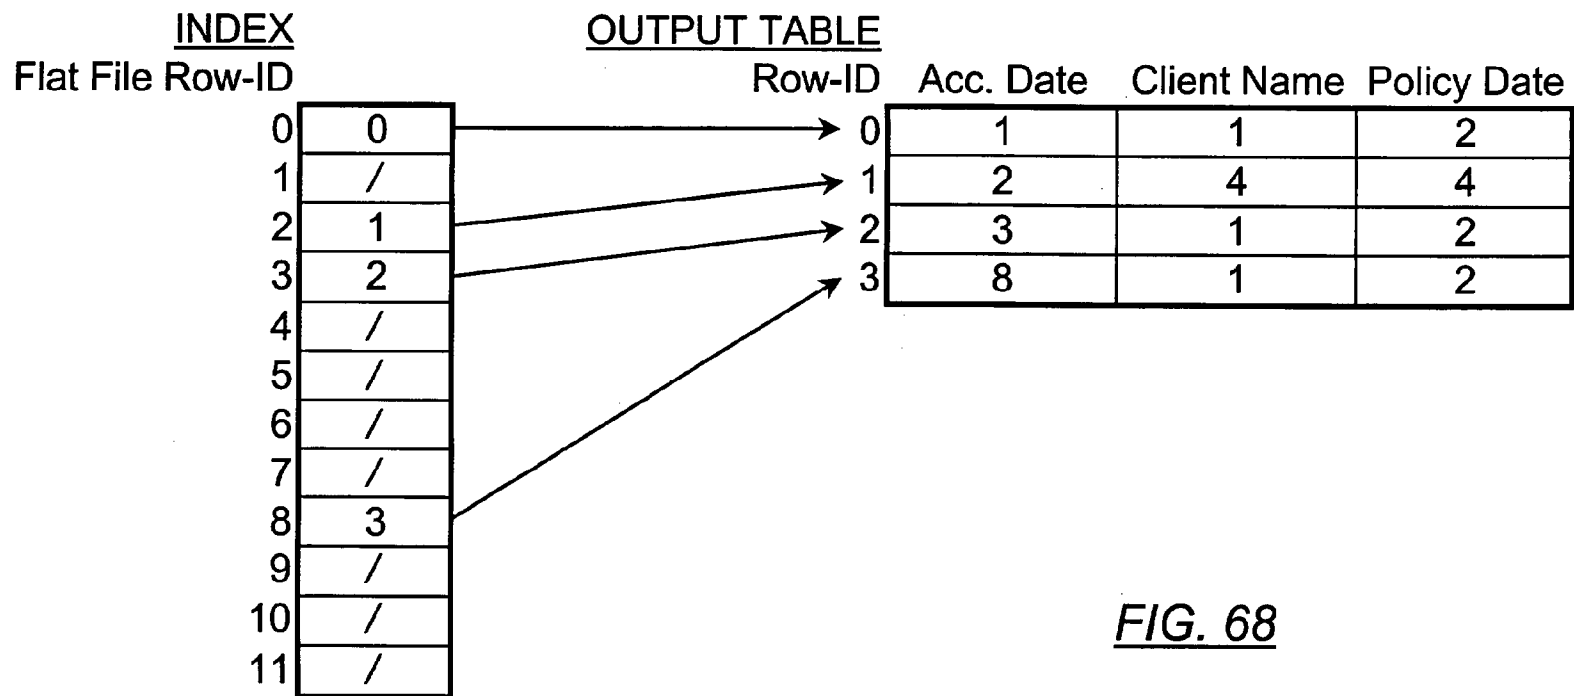 INDEX OUTPUT TABLE
Flat File Row-ID Row-ID Acc. Date Client Name Policy Date
0 0 0 1 1 2
1 / 1 2 4 4
2 1 2 3 1 2
3 2 3 8 1 2
4 /
5 /
6 /
7 /
8 3
9 /
10 /
11 /
FIG. 68